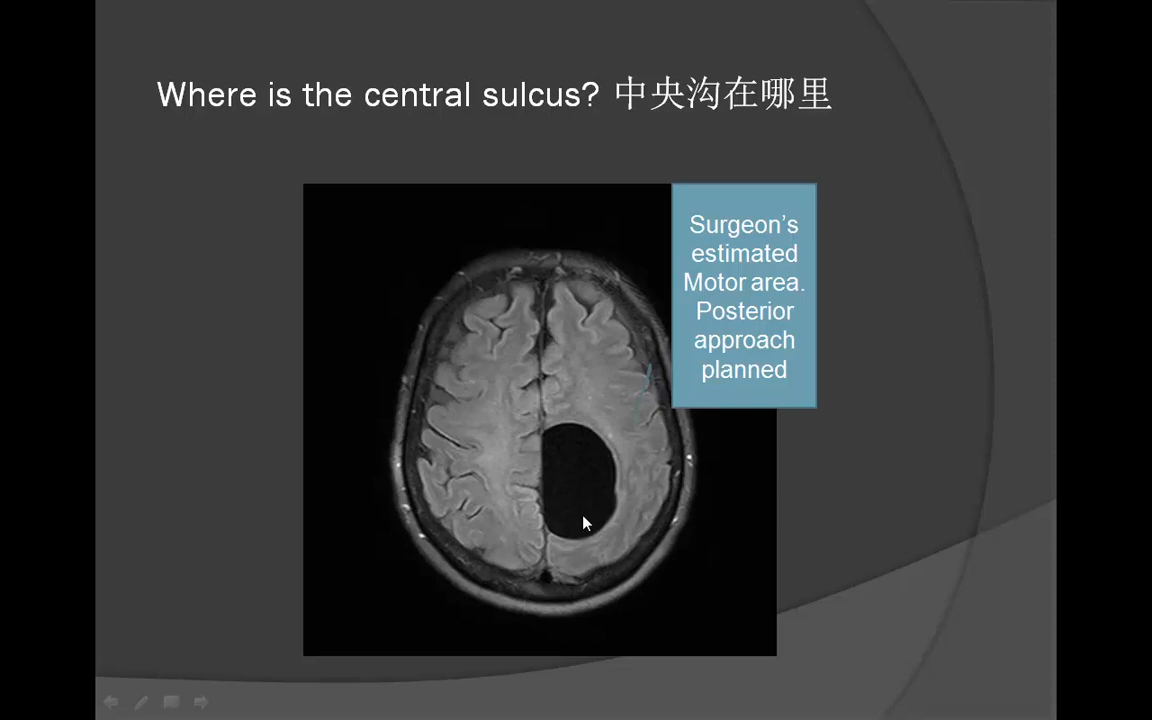 Where is the central sulcus? 中央沟在哪里
Surgeon’s
estimated
Motor area.
Posterior
approach
planned